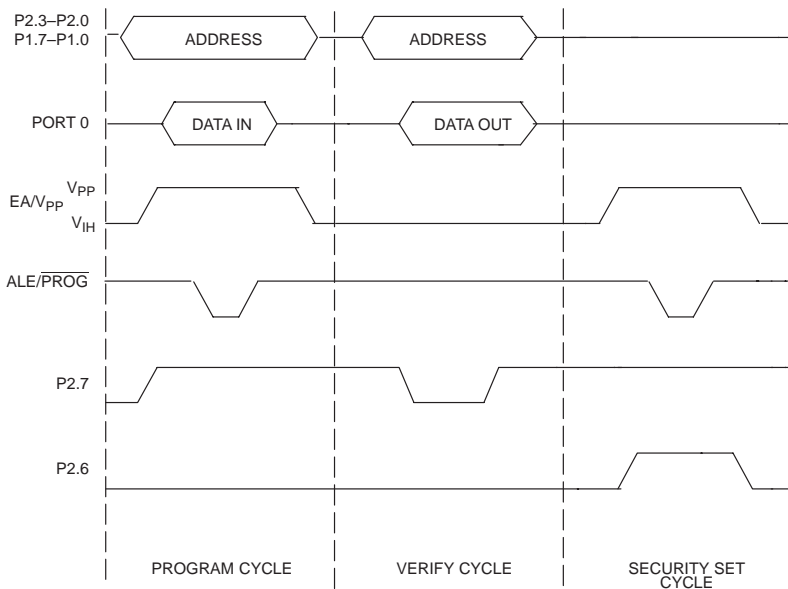 P2.3–P2.0
P1.7–P1.0
ADDRESS
ADDRESS
PORT 0
DATA IN
DATA OUT
EA/VPP
VPP
VIH
ALE/PROG
P2.7
P2.6
PROGRAM CYCLE
VERIFY CYCLE
SECURITY SET
CYCLE